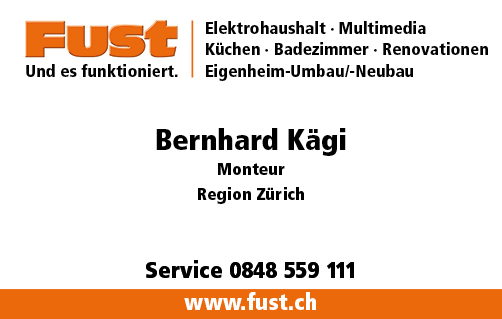 Fust
Und es funktioniert.
Elektrohaushalt · Multimedia
Küchen · Badezimmer · Renovationen
Eigenheim-Umbau/-Neubau
Bernhard Kägi
Monteur
Region Zürich
Service 0848 559 111
www.fust.ch